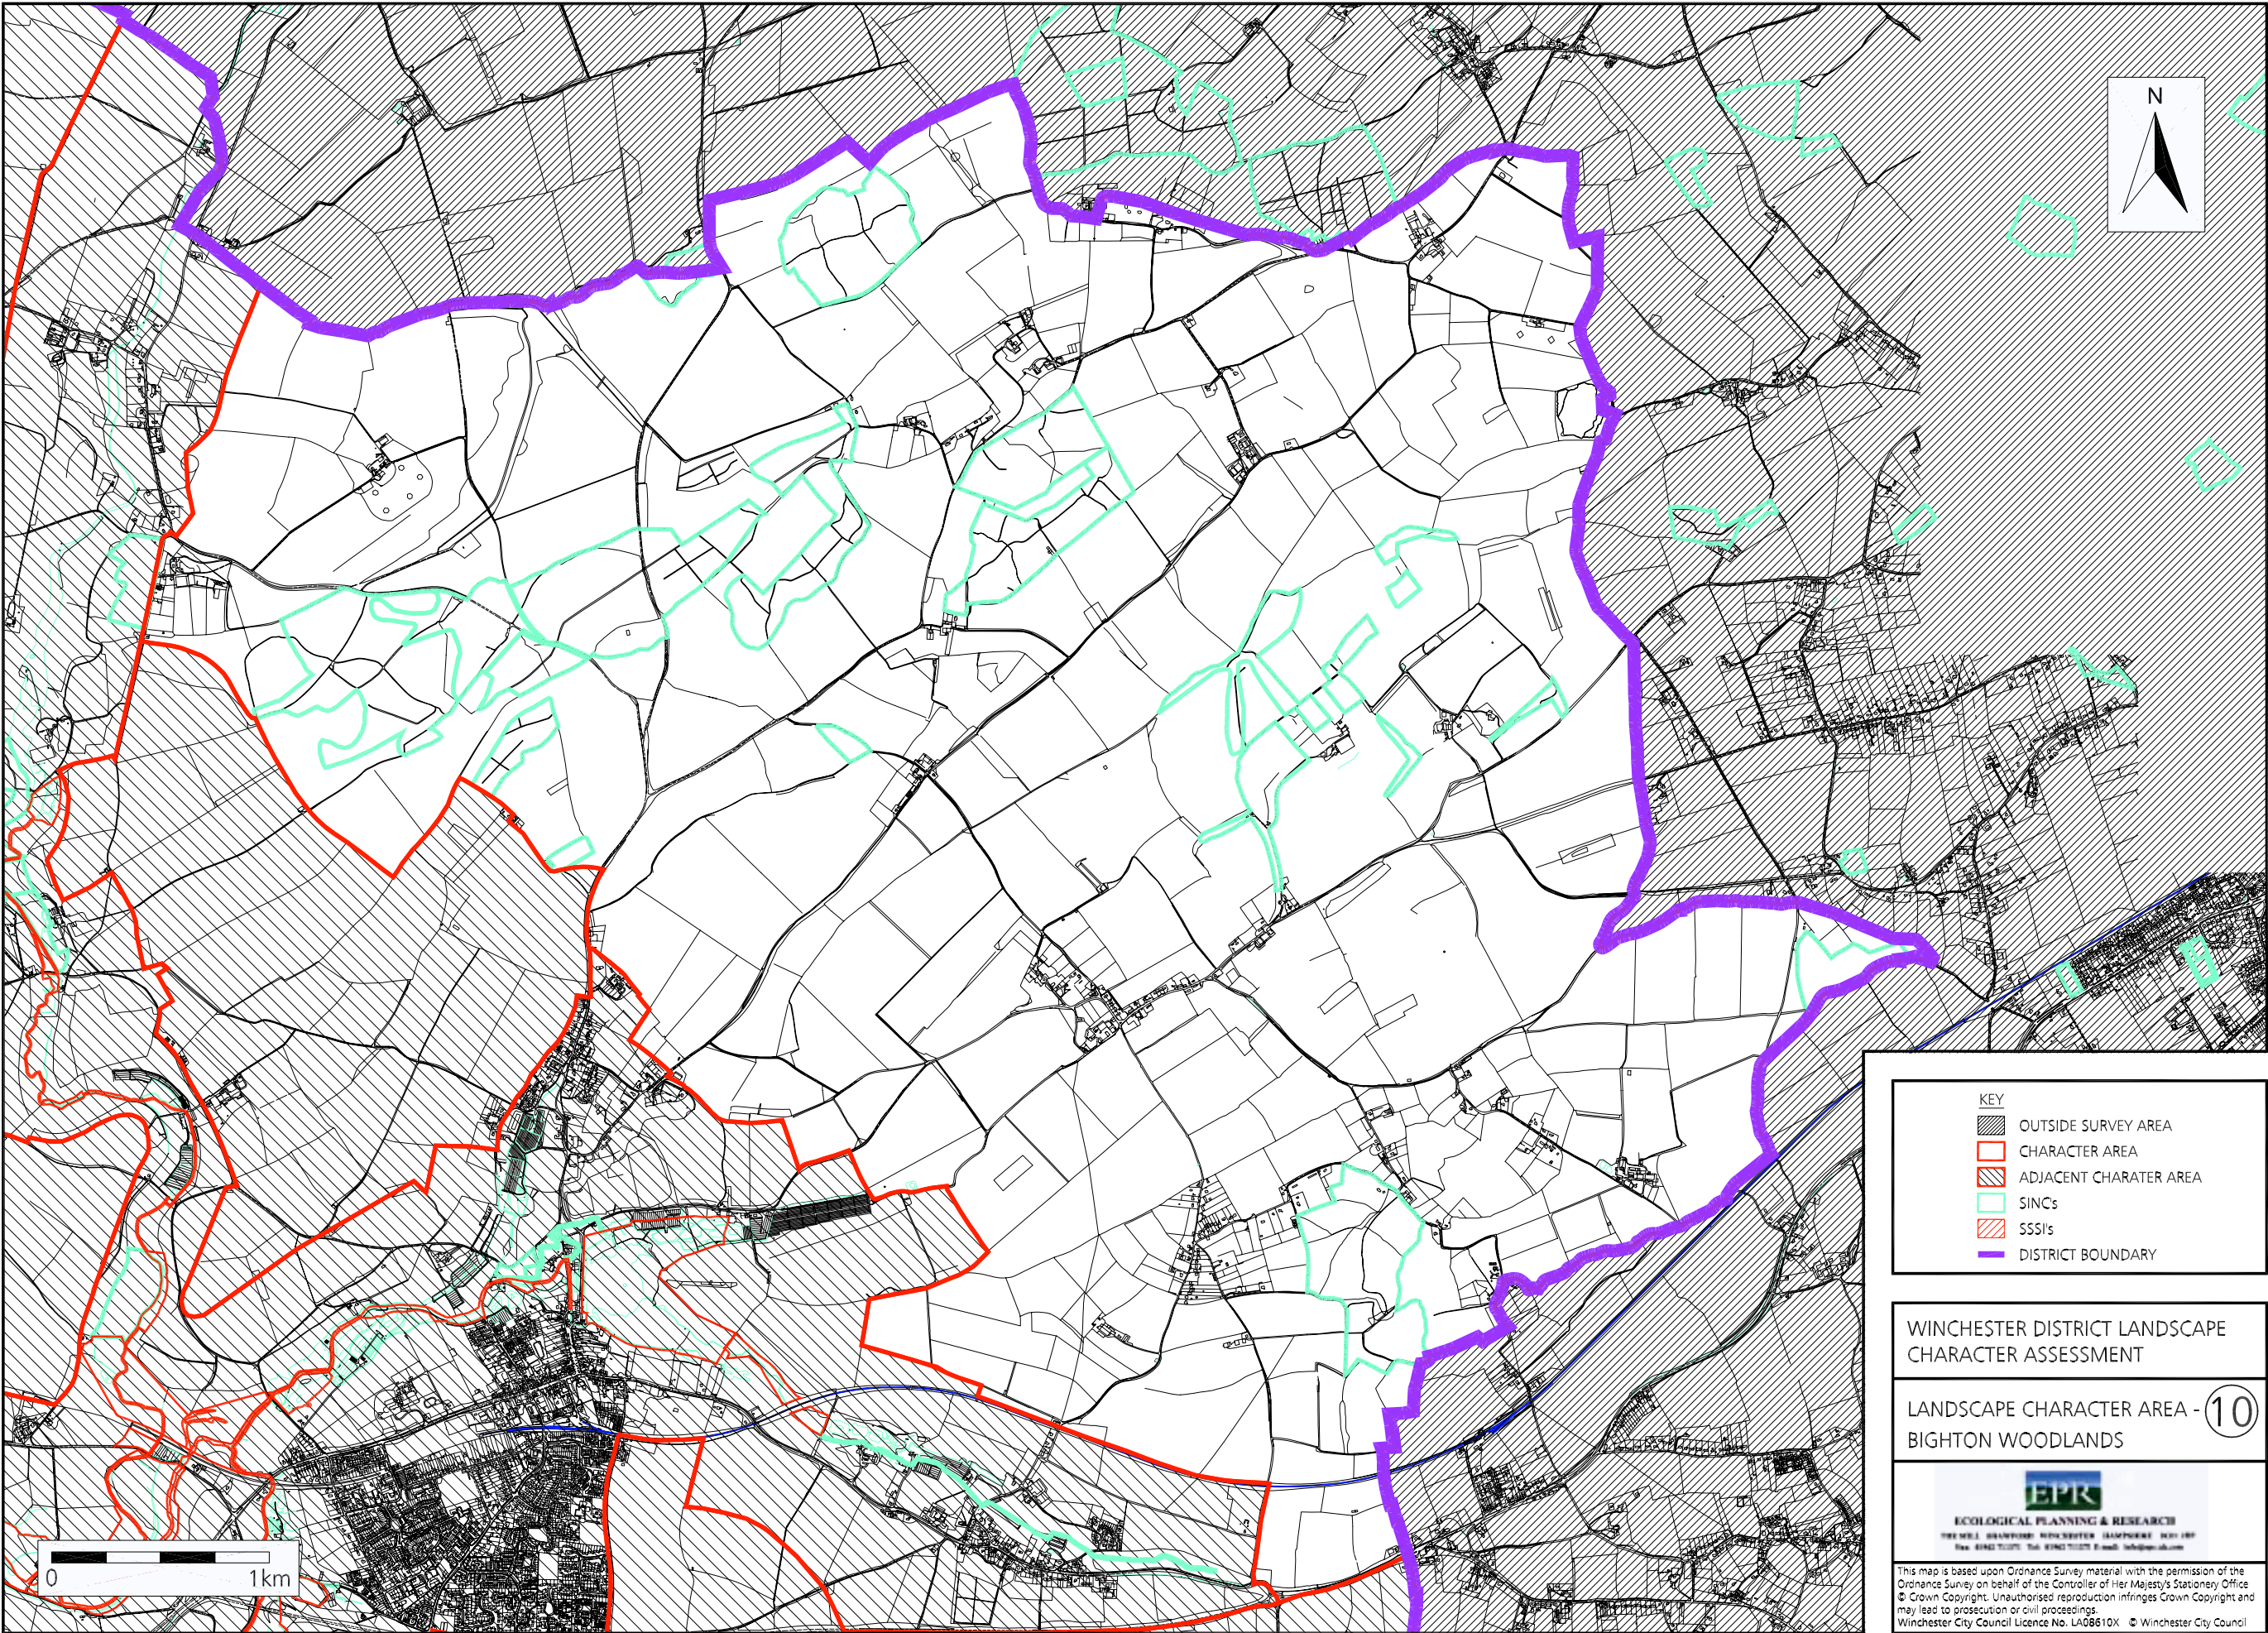 N
KEY
OUTSIDE SURVEY AREA
CHARACTER AREA
ADJACENT CHARATER AREA
SINCs
SSSI's
DISTRICT BOUNDARY
WINCHESTER DISTRICT LANDSCAPE
CHARACTER ASSESSMENT
LANDSCAPE CHARACTER AREA - 10
BIGHTON WOODLANDS
EPR
ECOLOGICAL PLANNING & RESEARCH
This map is based upon Ordnance Survey material with the permission of the
Ordnance Survey on behalf of the Controller of Her Majesty's Stationery Office
© Crown Copyright. Unauthorised reproduction infringes Crown Copyright and
may lead to prosecution or civil proceedings.
Winchester City Council Licence No. LA08610X © Winchester City Council
0 1km